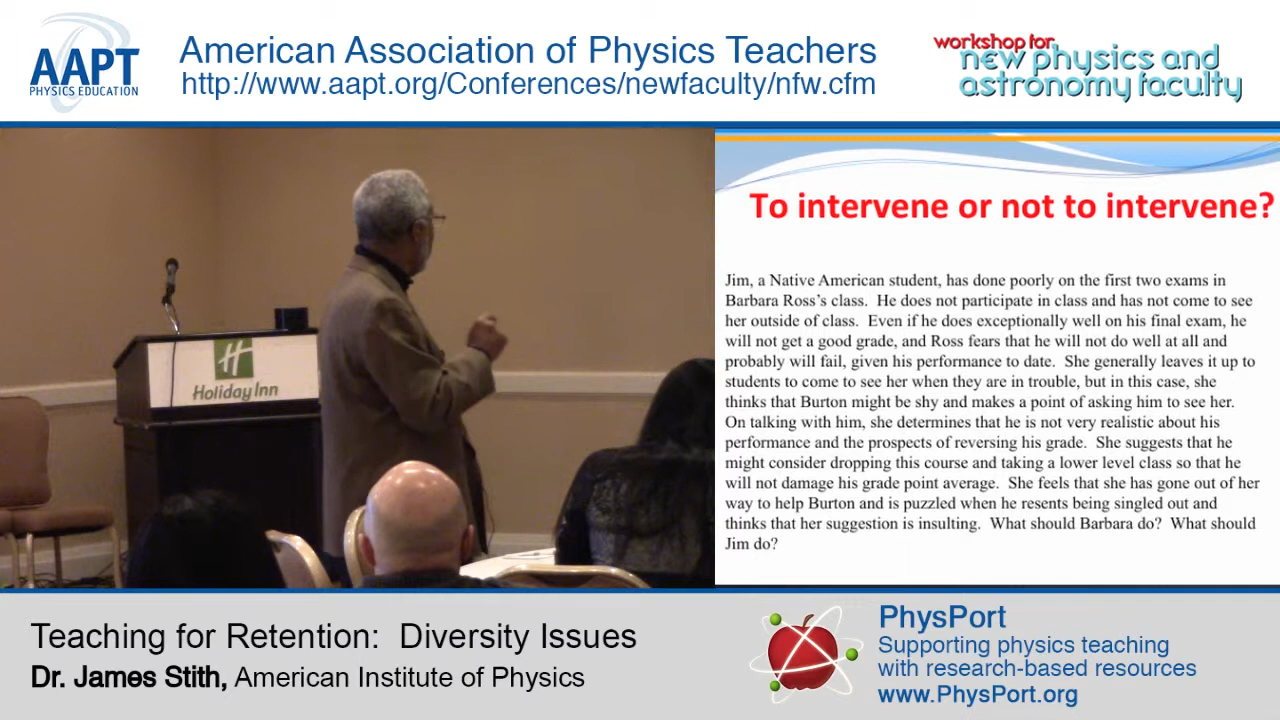 AAPT
PHYSICS EDUCATION
American Association of Physics Teachers
http://www.aapt.org/Conferences/newfaculty/nfw.cfm
workshop for
new physics and
astronomy faculty
Holiday Inn
To intervene or not to intervene?
Jim, a Native American student, has done poorly on the first two exams in
Barbara Ross's class. He does not participate in class and has not come to see
her outside of class. Even if he does exceptionally well on his final exam, he
will not get a good grade, and Ross fears that he will not do well at all and
probably will fail, given his performance to date. She generally leaves it up to
students to come to see her when they are in trouble, but in this case, she
thinks that Burton might be shy and makes a point of asking him to see her.
On talking with him, she determines that he is not very realistic about his
performance and the prospects of reversing his grade. She suggests that he
might consider dropping this course and taking a lower level class so that he
will not damage his grade point average. She feels that she has gone out of her
way to help Burton and is puzzled when he resents being singled out and
thinks that her suggestion is insulting. What should Barbara do? What should
Jim do?
Teaching for Retention: Diversity Issues
Dr. James Stith, American Institute of Physics
PhysPort
Supporting physics teaching
with research-based resources
www.PhysPort.org